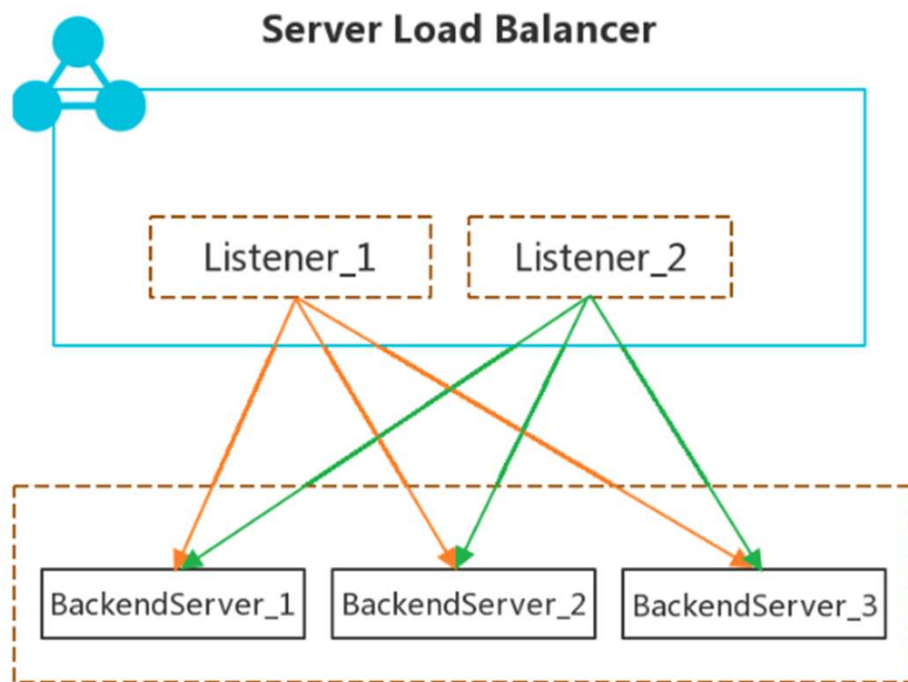 Server Load Balancer
Listener_1
Listener_2
BackendServer_1
BackendServer_2
BackendServer_3